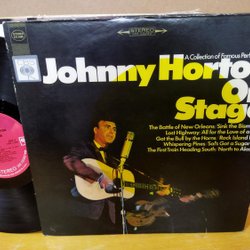 STEREO
A Collection of Famous Perfo
Johnny Horto
On
Stage
The Battle of New Orleans/Sink the Bism
Lost Highway/All for the Love of a
Got the Bull by the Horns/Rock Island
Whispering Pines/Sal's Got a Sugar
The First Train Heading South/North to Alas